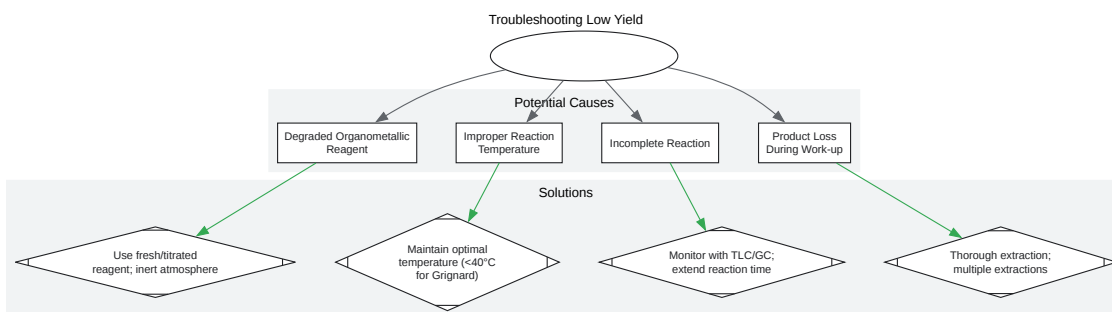 Troubleshooting Low Yield
Potential Causes
Degraded Organometallic
Reagent
Improper Reaction
Temperature
Incomplete Reaction
Product Loss
During Work-up
Solutions
Use fresh/titrated
reagent; inert atmosphere
Maintain optimal
temperature (<40°C
for Grignard)
Monitor with TLC/GC;
extend reaction time
Thorough extraction;
multiple extractions